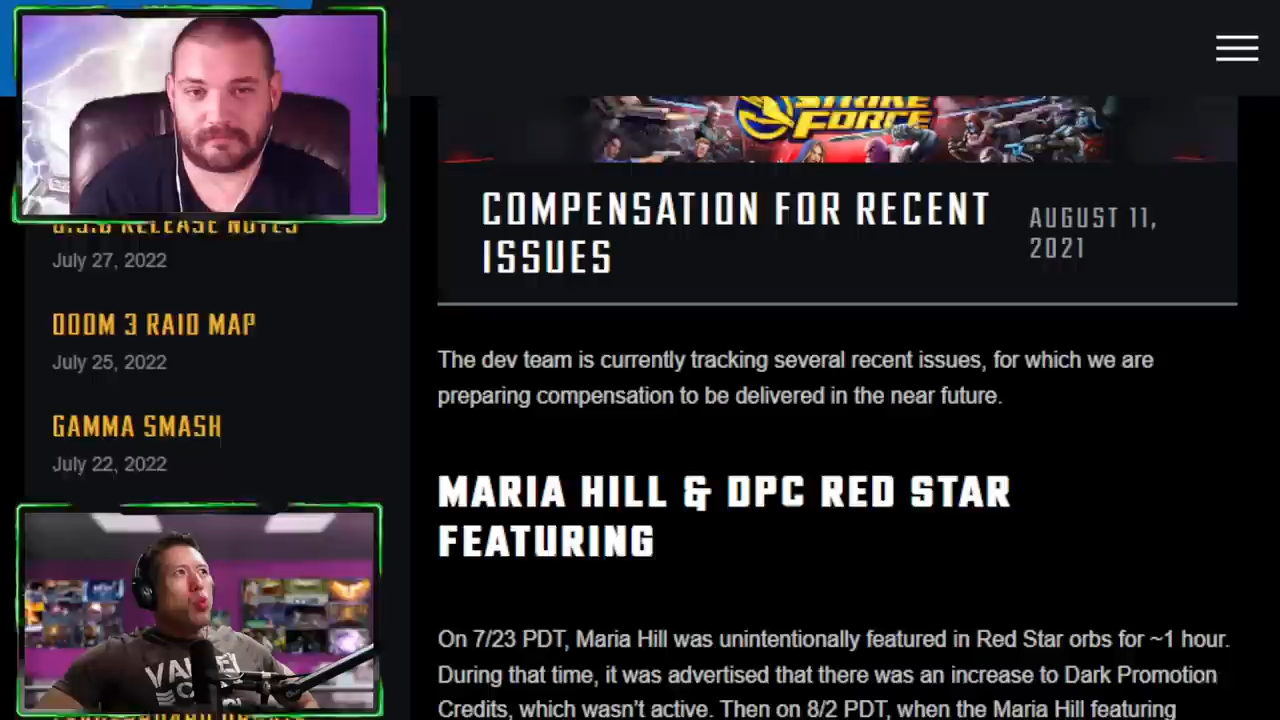 STRIKE
FORCE
COMPENSATION FOR RECENT
ISSUES
AUGUST 11,
2021
RELEASE NOTES
July 27, 2022
DOOM 3 RAID MAP
July 25, 2022
GAMMA SMASH
July 22, 2022
The dev team is currently tracking several recent issues, for which we are
preparing compensation to be delivered in the near future.
MARIA HILL & DPC RED STAR
FEATURING
On 7/23 PDT, Maria Hill was unintentionally featured in Red Star orbs for ~1 hour.
During that time, it was advertised that there was an increase to Dark Promotion
Credits, which wasn't active. Then on 8/2 PDT, when the Maria Hill featuring